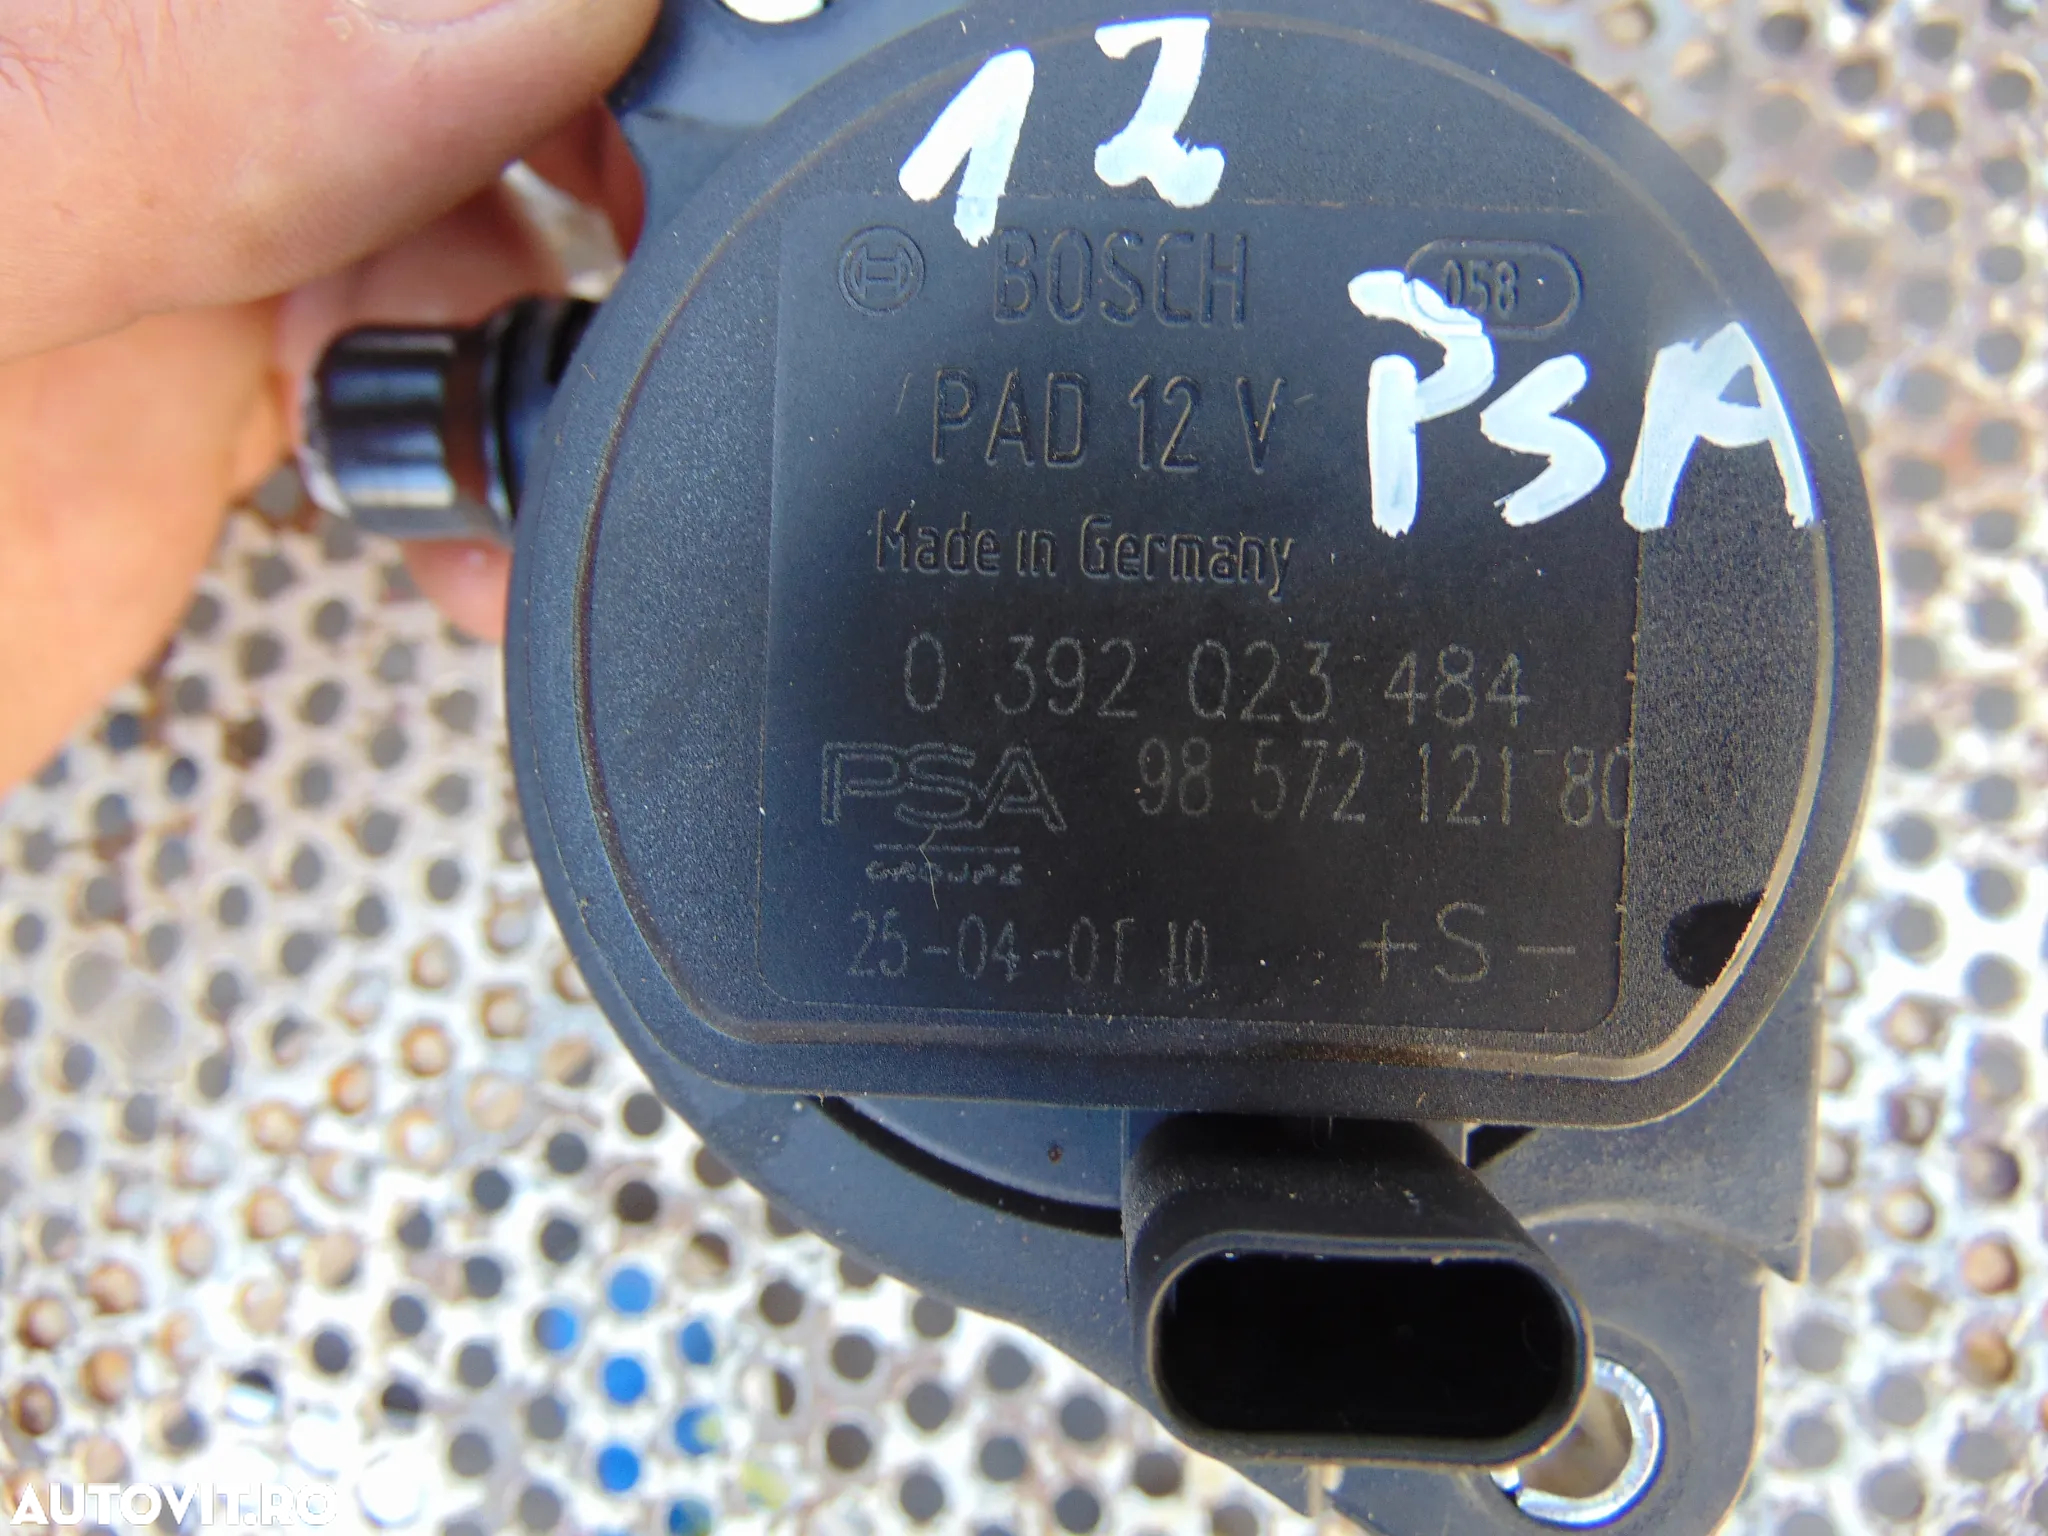 12
BOSCH 058
PAD 12 V PSA
Made in Germany
0 392 023 484
PSA 98 572 121 80
GROUPE
25-04-01 10 +S-
AUTOVIT.RO